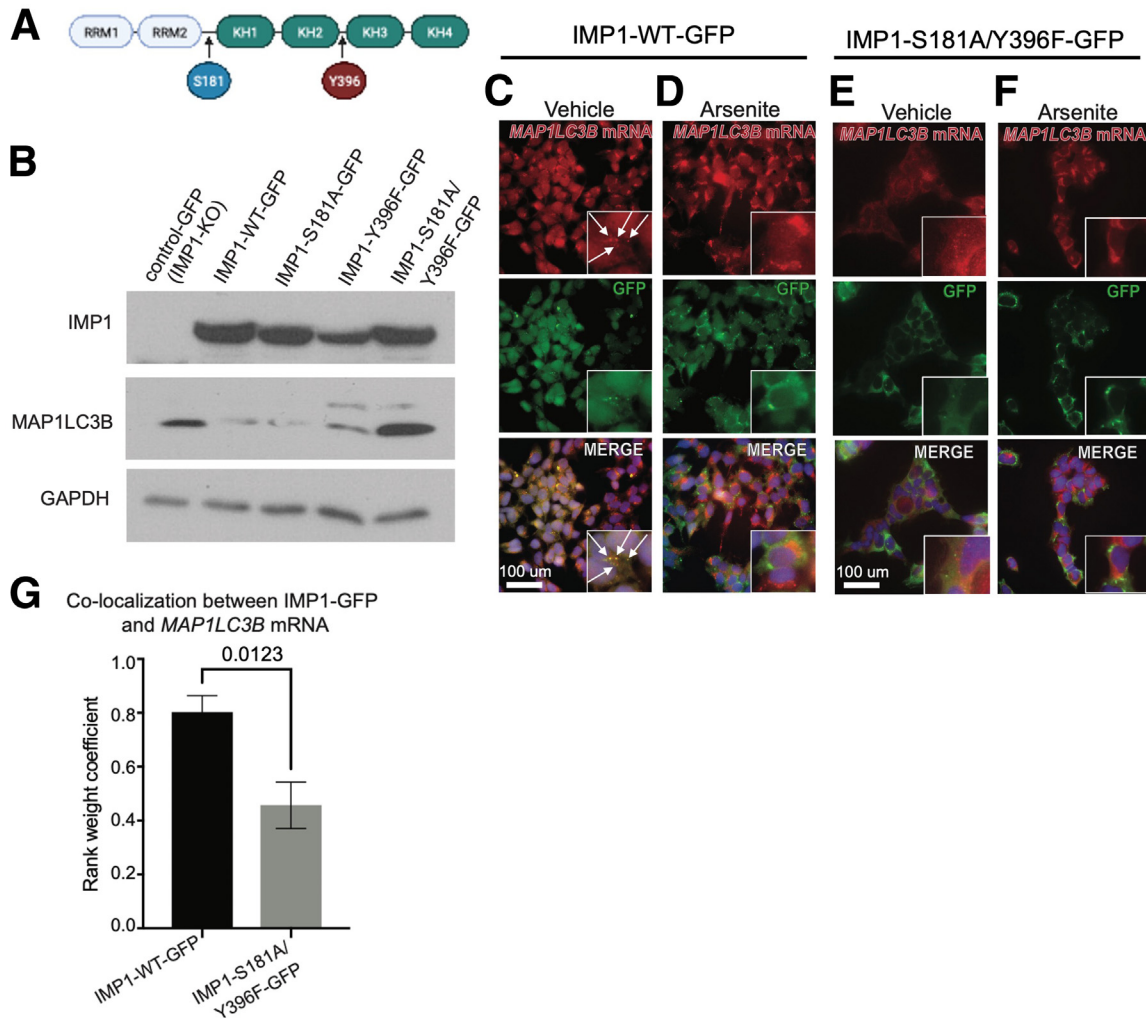 A
RRM1 RRM2 KH1 KH2 KH3 KH4
S181 Y396
B
control-GFP
(IMP1-KO)
IMP1-WT-GFP
IMP1-S181A-GFP
IMP1-Y396F-GFP
IMP1-S181A/
Y396F-GFP
IMP1
MAP1LC3B
GAPDH
IMP1-WT-GFP
IMP1-S181A/Y396F-GFP
C
Vehicle
MAP1LC3B mRNA
GFP
MERGE
100 um
D
Arsenite
MAP1LC3B mRNA
GFP
MERGE
E
Vehicle
MAP1LC3B mRNA
GFP
MERGE
100 um
F
Arsenite
MAP1LC3B mRNA
GFP
MERGE
G
Co-localization between IMP1-GFP
and MAP1LC3B mRNA
0.0123
Rank weight coefficient
1.0
0.8
0.6
0.4
0.2
0.0
IMP1-WT-GFP
IMP1-S181A/
Y396F-GFP